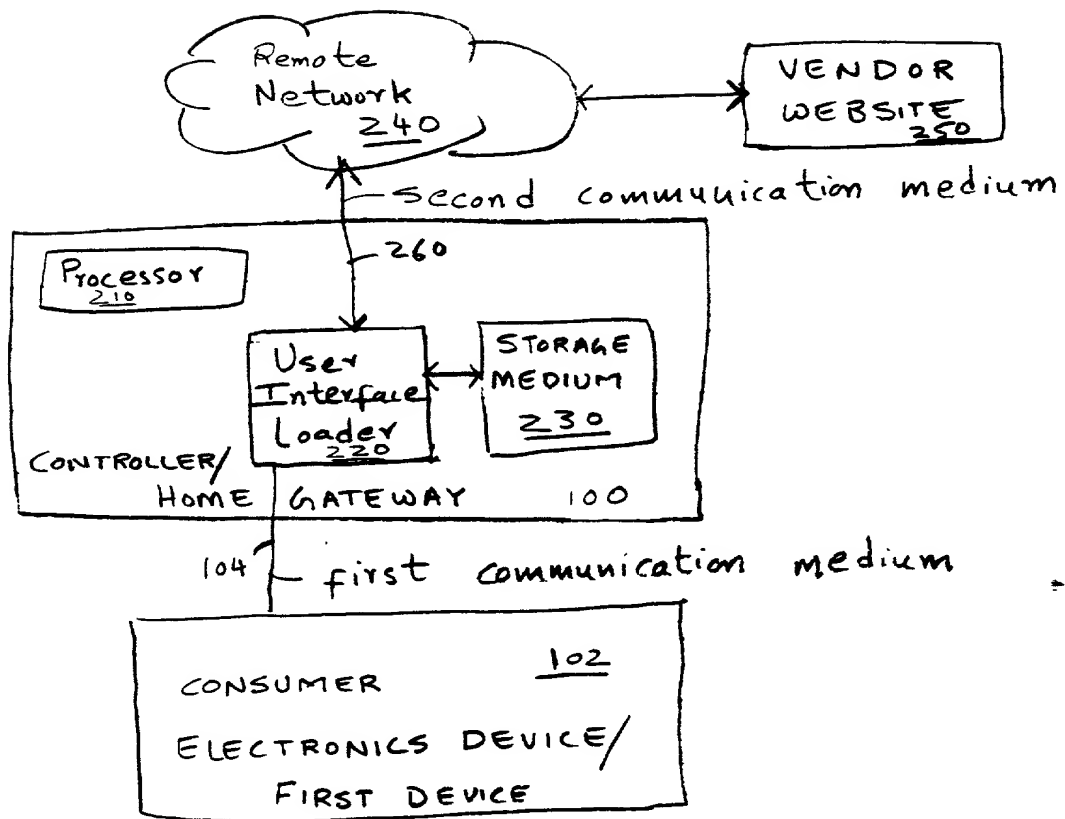 Remote
Network
240
VENDOR
WEBSITE
250
second communication medium
260
Processor
210
User
Interface
Loader
220
STORAGE
MEDIUM
230
CONTROLLER/
HOME GATEWAY 100
104
first communication medium
102
CONSUMER
ELECTRONICS DEVICE/
FIRST DEVICE